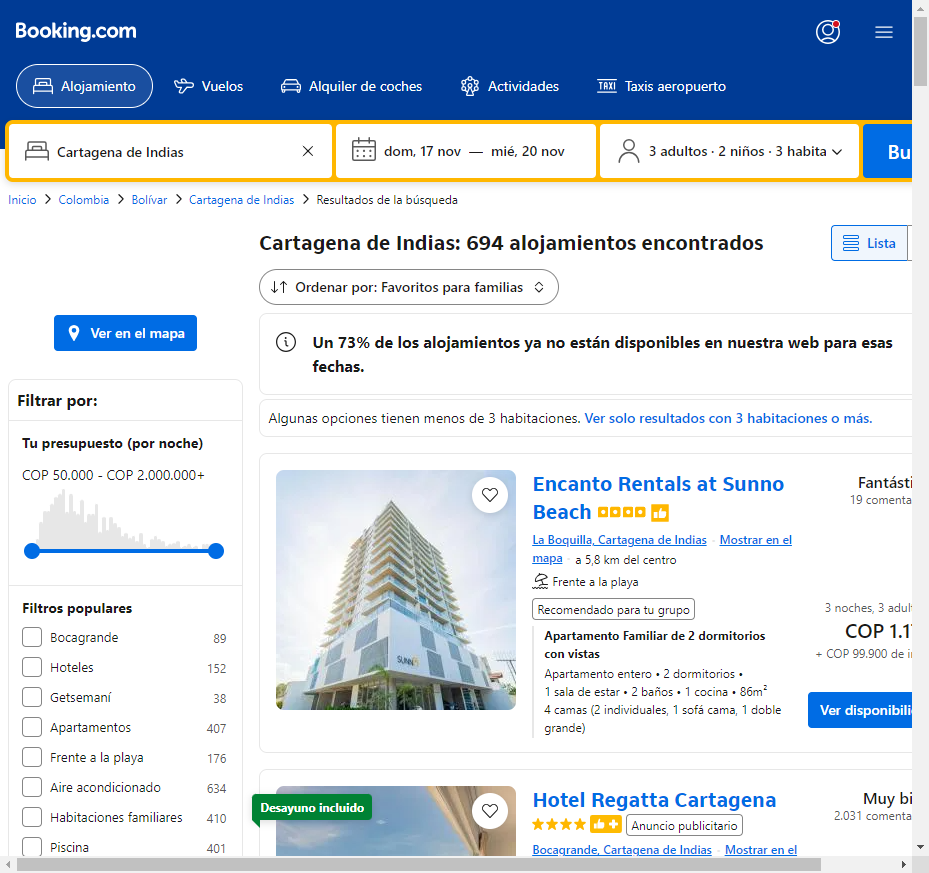 Booking.com
Alojamiento
Vuelos
Alquiler de coches
Actividades
TAXI
Taxis aeropuerto
Cartagena de Indias
dom, 17 nov — mié, 20 nov
3 adultos · 2 niños · 3 habita
Bu
Inicio
Colombia
Bolívar
Cartagena de Indias
Resultados de la búsqueda
Cartagena de Indias: 694 alojamientos encontrados
Lista
Ordenar por: Favoritos para familias
Ver en el mapa
Un 73% de los alojamientos ya no están disponibles en nuestra web para esas
fechas.
Algunas opciones tienen menos de 3 habitaciones. Ver solo resultados con 3 habitaciones o más.
Filtrar por:
Tu presupuesto (por noche)
COP 50.000 - COP 2.000.000+
Filtros populares
Bocagrande 89
Hoteles 152
Getsemaní 38
Apartamentos 407
Frente a la playa 176
Aire acondicionado 634
Habitaciones familiares 410
Piscina 401
SUNNO
Encanto Rentals at Sunno
Beach
La Boquilla, Cartagena de Indias · Mostrar en el
mapa · a 5,8 km del centro
Frente a la playa
Recomendado para tu grupo
Apartamento Familiar de 2 dormitorios
con vistas
Apartamento entero • 2 dormitorios •
1 sala de estar • 2 baños • 1 cocina • 86m²
4 camas (2 individuales, 1 sofá cama, 1 doble
grande)
Fantásti
19 comenta
3 noches, 3 adult
COP 1.17
+ COP 99.900 de i
Ver disponibili
Desayuno incluido
Hotel Regatta Cartagena
Anuncio publicitario
Bocagrande, Cartagena de Indias · Mostrar en el
Muy bi
2.031 comenta